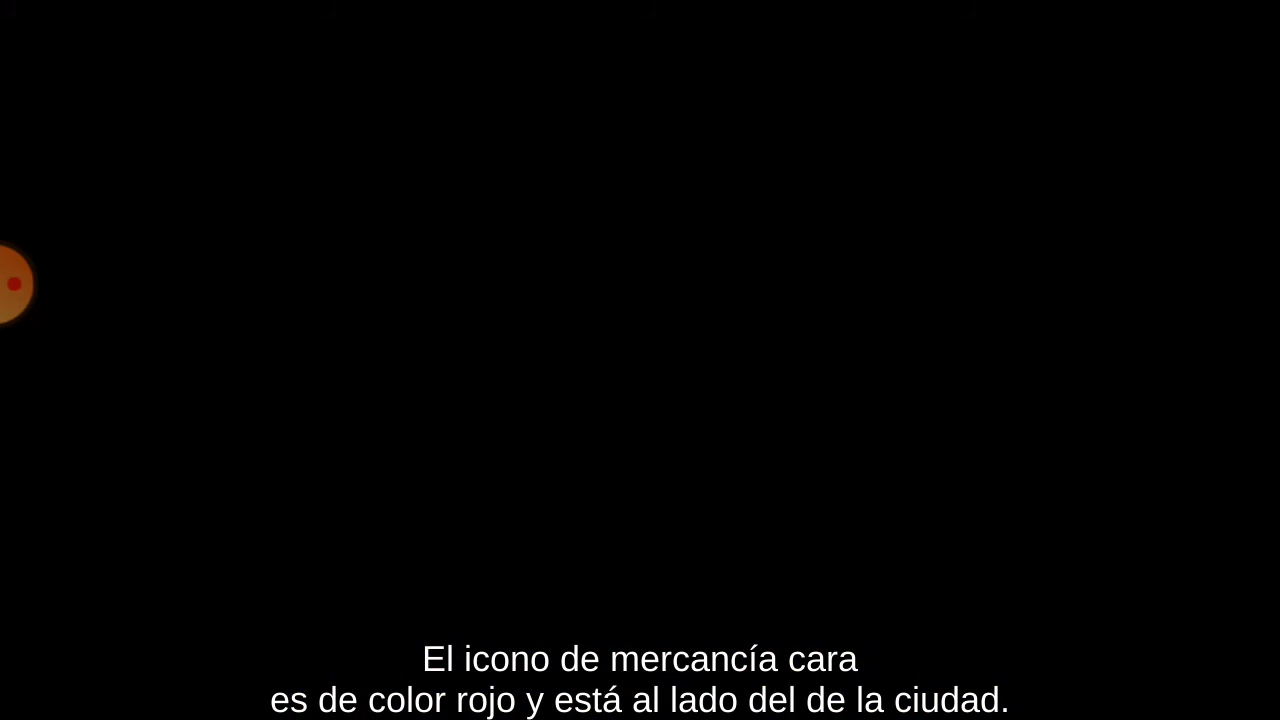 El icono de mercancía cara
es de color rojo y está al lado del de la ciudad.